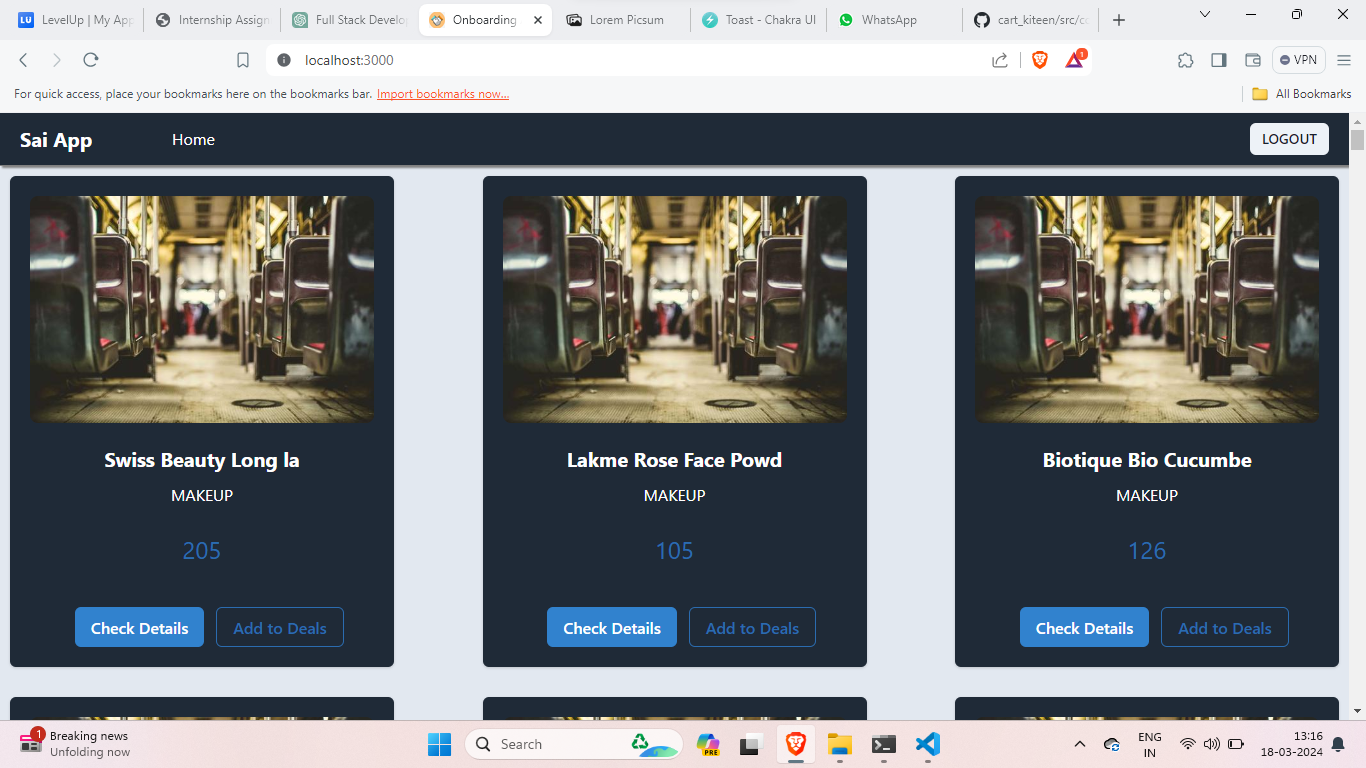 LU LevelUp | My App
Internship Assign
Full Stack Develo
Onboarding
Lorem Picsum
Toast - Chakra UI
WhatsApp
cart_kiteen/src/co
localhost:3000
1
VPN
For quick access, place your bookmarks here on the bookmarks bar. Import bookmarks now...
All Bookmarks
Sai App
Home
LOGOUT
Swiss Beauty Long la
MAKEUP
205
Check Details
Add to Deals
Lakme Rose Face Powd
MAKEUP
105
Check Details
Add to Deals
Biotique Bio Cucumbe
MAKEUP
126
Check Details
Add to Deals
1
Breaking news
Unfolding now
Search
PRE
ENG
IN
13:16
18-03-2024